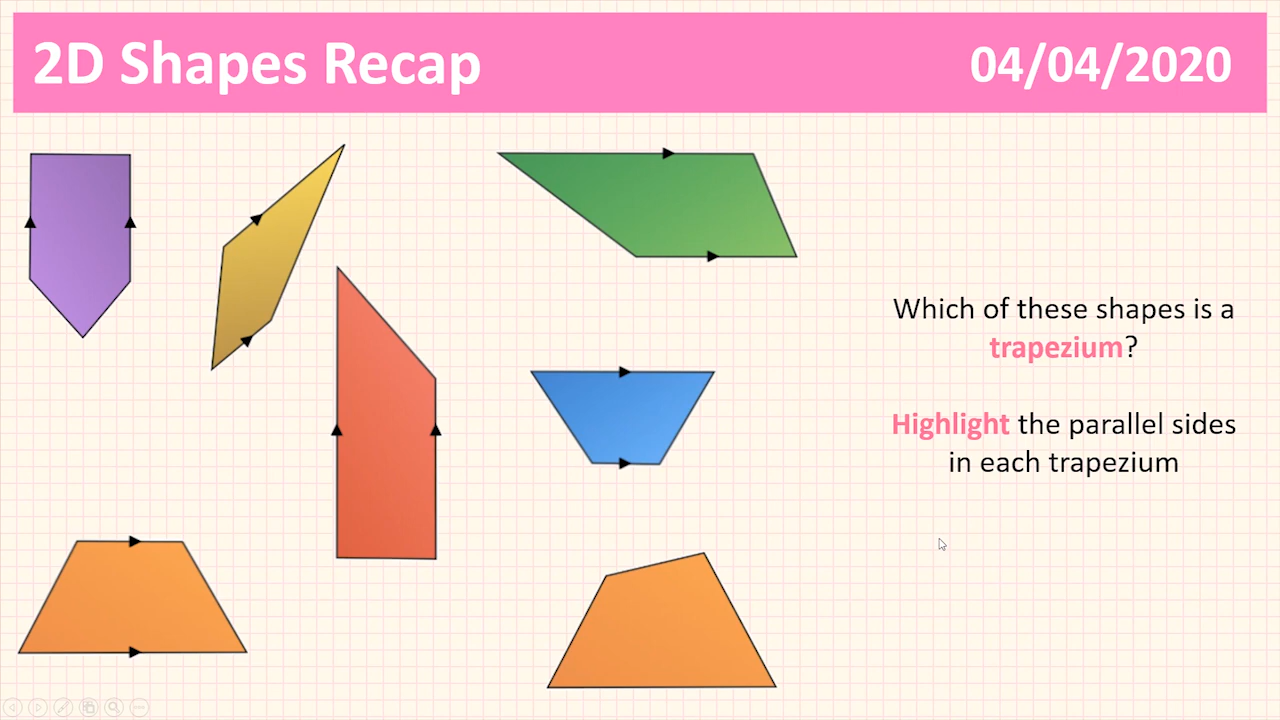 2D Shapes Recap
04/04/2020
Which of these shapes is a
trapezium?
Highlight the parallel sides
in each trapezium